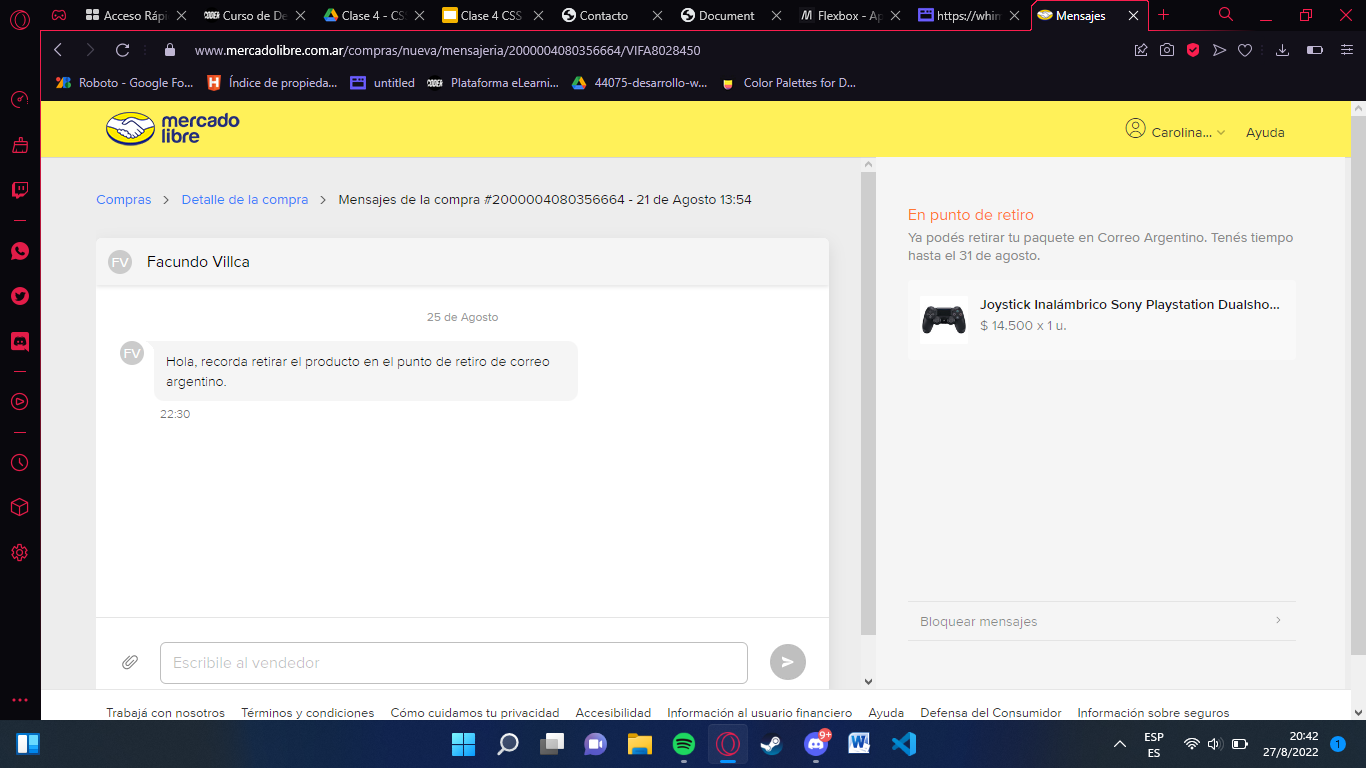 Acceso Rápi
CODER Curso de De
Clase 4 - CS
Clase 4 CSS
Contacto
Document
Flexbox - Ap
https://whim
Mensajes
www.mercadolibre.com.ar/compras/nueva/mensajeria/2000004080356664/VIFA8028450
Roboto - Google Fo...
Índice de propieda...
untitled
CODER Plataforma eLearni...
44075-desarrollo-w...
Color Palettes for D...
mercado
libre
Carolina...
Ayuda
Compras
Detalle de la compra
Mensajes de la compra #2000004080356664 - 21 de Agosto 13:54
FV Facundo Villca
25 de Agosto
FV
Hola, recorda retirar el producto en el punto de retiro de correo
argentino.
22:30
Escribile al vendedor
En punto de retiro
Ya podés retirar tu paquete en Correo Argentino. Tenés tiempo
hasta el 31 de agosto.
Joystick Inalámbrico Sony Playstation Dualsho...
$ 14.500 x 1 u.
Bloquear mensajes
Trabajá con nosotros
Términos y condiciones
Cómo cuidamos tu privacidad
Accesibilidad
Información al usuario financiero
Ayuda
Defensa del Consumidor
Información sobre seguros
9+
ESP
ES
20:42
27/8/2022
1